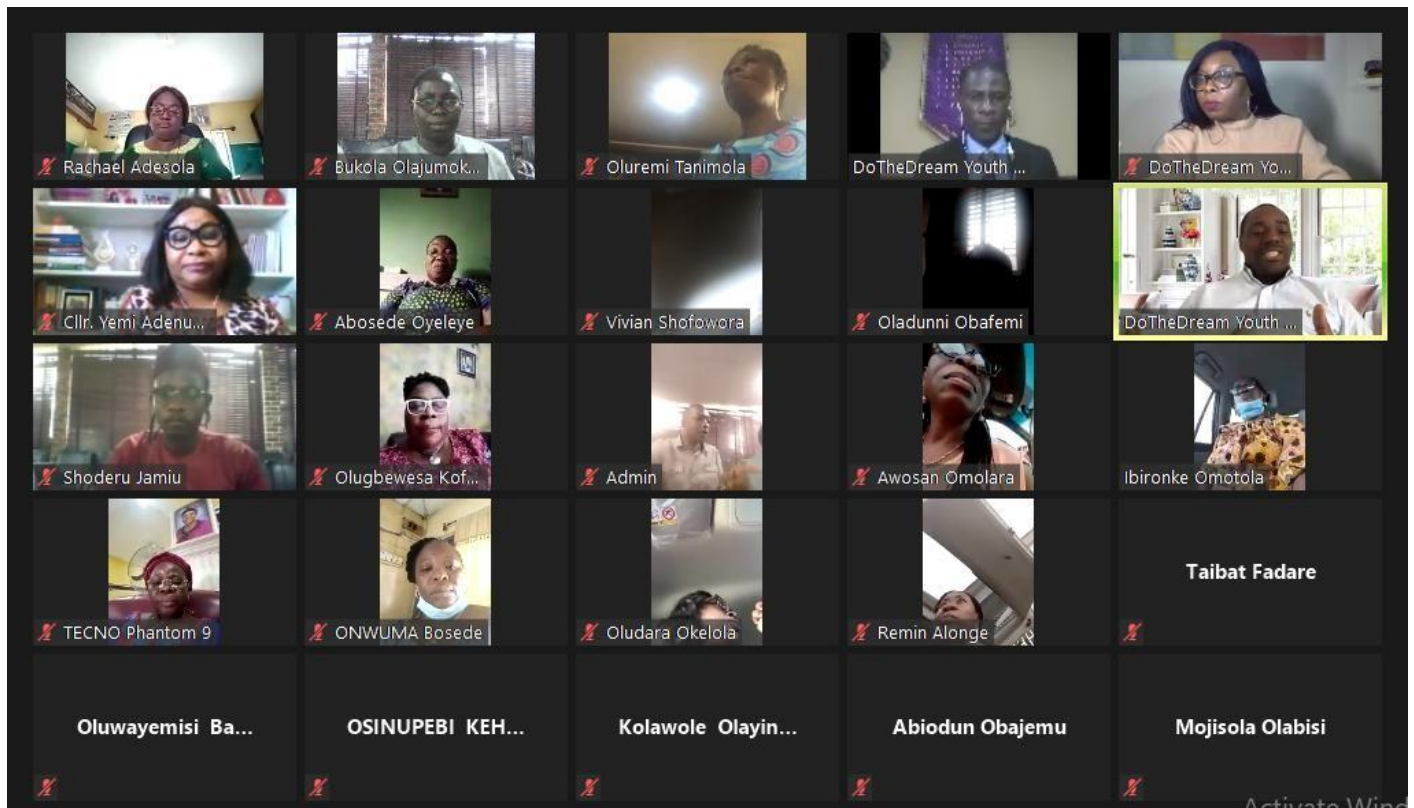 Rachael Adesola
Bukola Olajumok...
Oluremi Tanimola
DoTheDream Youth ...
DoTheDream Yo...
Cllr. Yemi Adenu...
Abosede Oyeleye
Vivian Shofowora
Oladunni Obafemi
DoTheDream Youth ...
Shoderu Jamiu
Olugbewesa Kof...
Admin
Awosan Omolara
Ibironke Omotola
TECNO Phantom 9
ONWUMA Bosede
Oludara Okelola
Remin Alonge
Taibat Fadare
Oluwayemisi Ba...
OSINUPEBI KEH...
Kolawole Olayin...
Abiodun Obajemu
Mojisola Olabisi